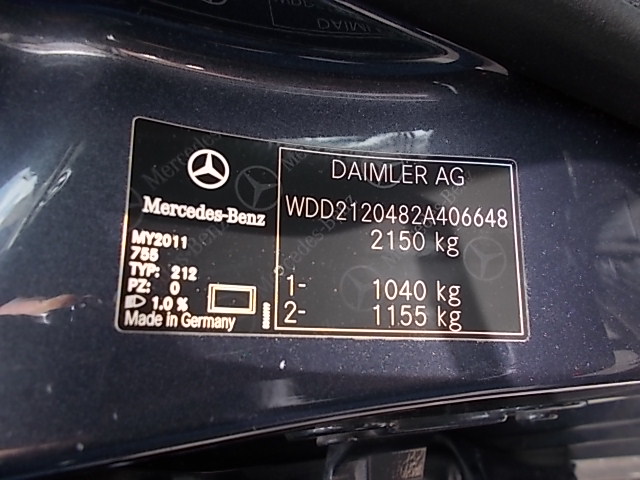 DAIMLER AG
Mercedes-Benz
WDD2120482A406648
2150 kg
MY2011
755
TYP: 212
PZ: 0
1.0 %
Made in Germany
1- 1040 kg
2- 1155 kg